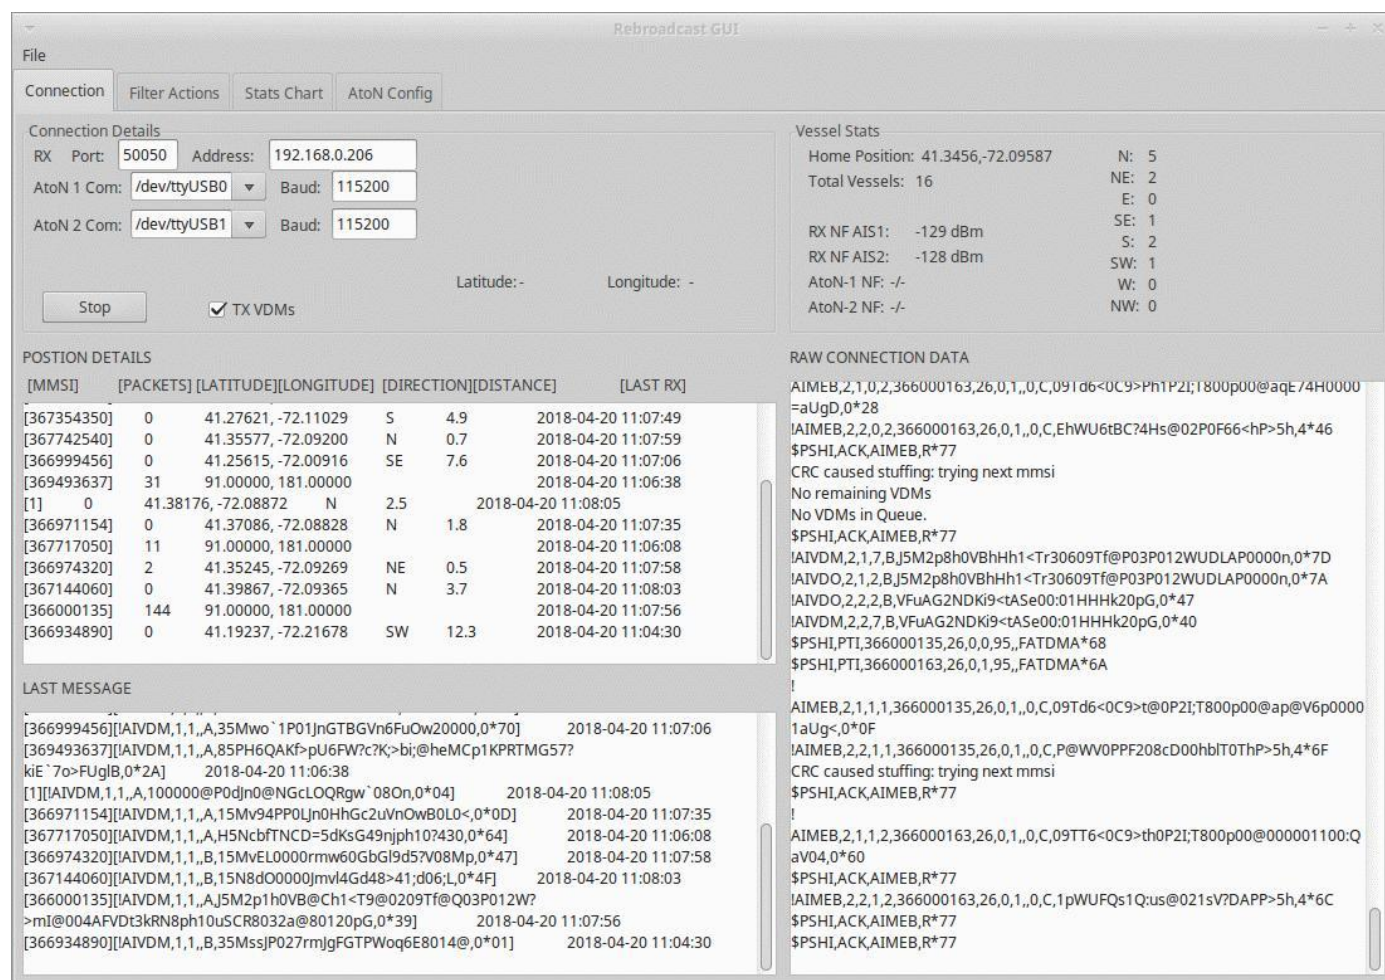 Rebroadcast GUI
File
Connection Filter Actions Stats Chart AtoN Config
Connection Details
RX Port: 50050 Address: 192.168.0.206
AtoN 1 Com: /dev/ttyUSB0 Baud: 115200
AtoN 2 Com: /dev/ttyUSB1 Baud: 115200
Latitude: - Longitude: -
Stop TX VDMs
Vessel Stats
Home Position: 41.3456,-72.09587 N: 5
Total Vessels: 16 NE: 2
E: 0
RX NF AIS1: -129 dBm SE: 1
S: 2
RX NF AIS2: -128 dBm SW: 1
AtoN-1 NF: -/- W: 0
AtoN-2 NF: -/- NW: 0
POSTION DETAILS
[MMSI] [PACKETS] [LATITUDE][LONGITUDE] [DIRECTION][DISTANCE] [LAST RX]
[367354350] 0 41.27621, -72.11029 S 4.9 2018-04-20 11:07:49
[367742540] 0 41.35577, -72.09200 N 0.7 2018-04-20 11:07:59
[366999456] 0 41.25615, -72.00916 SE 7.6 2018-04-20 11:07:06
[369493637] 31 91.00000, 181.00000 2018-04-20 11:06:38
[1] 0 41.38176, -72.08872 N 2.5 2018-04-20 11:08:05
[366971154] 0 41.37086, -72.08828 N 1.8 2018-04-20 11:07:35
[367717050] 11 91.00000, 181.00000 2018-04-20 11:06:08
[366974320] 2 41.35245, -72.09269 NE 0.5 2018-04-20 11:07:58
[367144060] 0 41.39867, -72.09365 N 3.7 2018-04-20 11:08:03
[366000135] 144 91.00000, 181.00000 2018-04-20 11:07:56
[366934890] 0 41.19237, -72.21678 SW 12.3 2018-04-20 11:04:30
LAST MESSAGE
[366999456][!AIVDM,1,1,,A,35Mwo`1P01JnGTBGVn6FuOw20000,0*70] 2018-04-20 11:07:06
[369493637][!AIVDM,1,1,,A,85PH6QAKf>pU6FW?c?K;>bi;@heMCp1KPRTMG57?
kiE`7o>FUglB,0*2A] 2018-04-20 11:06:38
[1][!AIVDM,1,1,,A,100000@P0dJn0@NGcLOQRgw`08On,0*04] 2018-04-20 11:08:05
[366971154][!AIVDM,1,1,,A,15Mv94PP0LJn0HhGc2uVnOwB0L0<,0*0D] 2018-04-20 11:07:35
[367717050][!AIVDM,1,1,,A,H5NcbfTNCD=5dKsG49njph10?430,0*64] 2018-04-20 11:06:08
[366974320][!AIVDM,1,1,,B,15MvEL0000rmw60GbGl9d5?V08Mp,0*47] 2018-04-20 11:07:58
[367144060][!AIVDM,1,1,,B,15N8dO0000Jmvl4Gd48>41;d06;L,0*4F] 2018-04-20 11:08:03
[366000135][!AIVDM,1,1,,A,J5M2p1h0VB@Ch1<T9@0209Tf@Q03P012W?
>mI@004AFVDt3kRN8ph10uSCR8032a@80120pG,0*39] 2018-04-20 11:07:56
[366934890][!AIVDM,1,1,,B,35MssJP027rmJgFGTPWoq6E8014@,0*01] 2018-04-20 11:04:30
RAW CONNECTION DATA
AIMEB,2,1,0,2,366000163,26,0,1,,0,C,09Td6<0C9>Ph1P2I;T800p00@aqE74H0000
=aUgD,0*28
!AIMEB,2,2,0,2,366000163,26,0,1,,0,C,EhWU6tBC?4Hs@02P0F66<hP>5h,4*46
$PSHI,ACK,AIMEB,R*77
CRC caused stuffing: trying next mmsi
No remaining VDMs
No VDMs in Queue.
$PSHI,ACK,AIMEB,R*77
!AIVDM,2,1,7,B,J5M2p8h0VBhHh1<Tr30609Tf@P03P012WUDLAP0000n,0*7D
!AIVDO,2,1,2,B,J5M2p8h0VBhHh1<Tr30609Tf@P03P012WUDLAP0000n,0*7A
!AIVDO,2,2,2,B,VFuAG2NDKi9<tASe00:01HHHk20pG,0*47
!AIVDM,2,2,7,B,VFuAG2NDKi9<tASe00:01HHHk20pG,0*40
$PSHI,PTI,366000135,26,0,0,95,,FATDMA*68
$PSHI,PTI,366000163,26,0,1,95,,FATDMA*6A
!
AIMEB,2,1,1,1,366000135,26,0,1,,0,C,09Td6<0C9>t@0P2I;T800p00@ap@V6p0000
1aUg<,0*0F
!AIMEB,2,2,1,1,366000135,26,0,1,,0,C,P@WV0PPF208cD00hblT0ThP>5h,4*6F
CRC caused stuffing: trying next mmsi
$PSHI,ACK,AIMEB,R*77
!
AIMEB,2,1,1,2,366000163,26,0,1,,0,C,09TT6<0C9>th0P2I;T800p00@000001100:Q
aV04,0*60
$PSHI,ACK,AIMEB,R*77
!AIMEB,2,2,1,2,366000163,26,0,1,,0,C,1pWUFQs1Q:us@021sV?DAPP>5h,4*6C
$PSHI,ACK,AIMEB,R*77
$PSHI,ACK,AIMEB,R*77